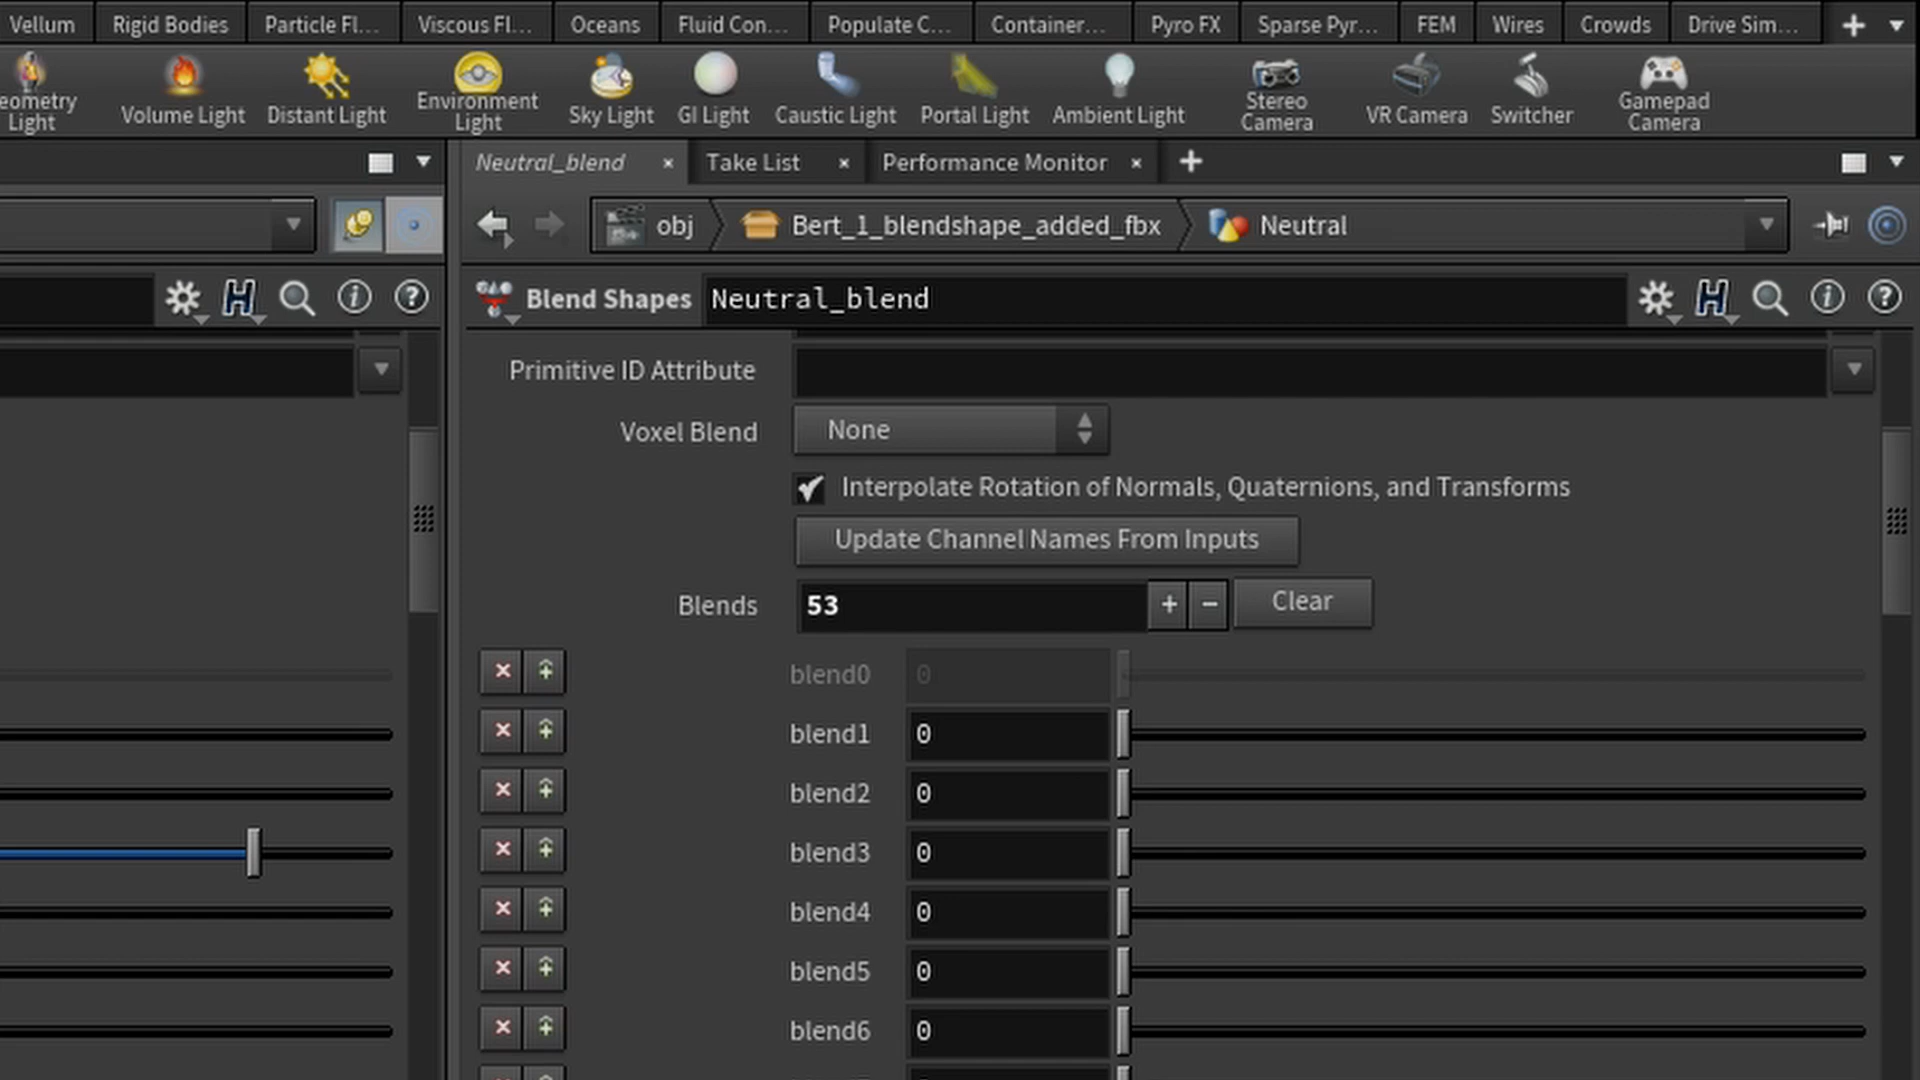 Vellum Rigid Bodies Particle Fl... Viscous Fl... Oceans Fluid Con... Populate C... Container... Pyro FX Sparse Pyr... FEM Wires Crowds Drive Sim...
eometry Light
Volume Light
Distant Light
Environment Light
Sky Light
GI Light
Caustic Light
Portal Light
Ambient Light
Stereo Camera
VR Camera
Switcher
Gamepad Camera
Neutral_blend Take List Performance Monitor
obj Bert_1_blendshape_added_fbx Neutral
Blend Shapes Neutral_blend
Primitive ID Attribute
Voxel Blend None
Interpolate Rotation of Normals, Quaternions, and Transforms
Update Channel Names From Inputs
Blends 53 + − Clear
blend0 0
blend1 0
blend2 0
blend3 0
blend4 0
blend5 0
blend6 0